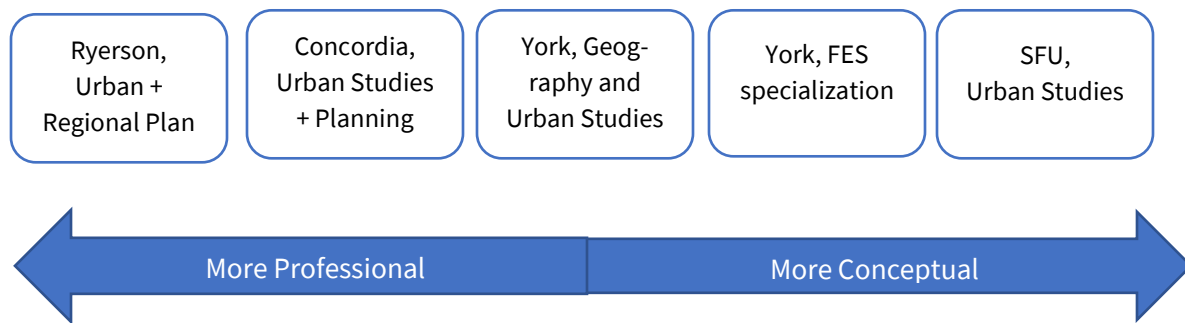 Ryerson,
Urban +
Regional Plan
Concordia,
Urban Studies
+ Planning
York, Geog-
raphy and
Urban Studies
York, FES
specialization
SFU,
Urban Studies
More Professional
More Conceptual